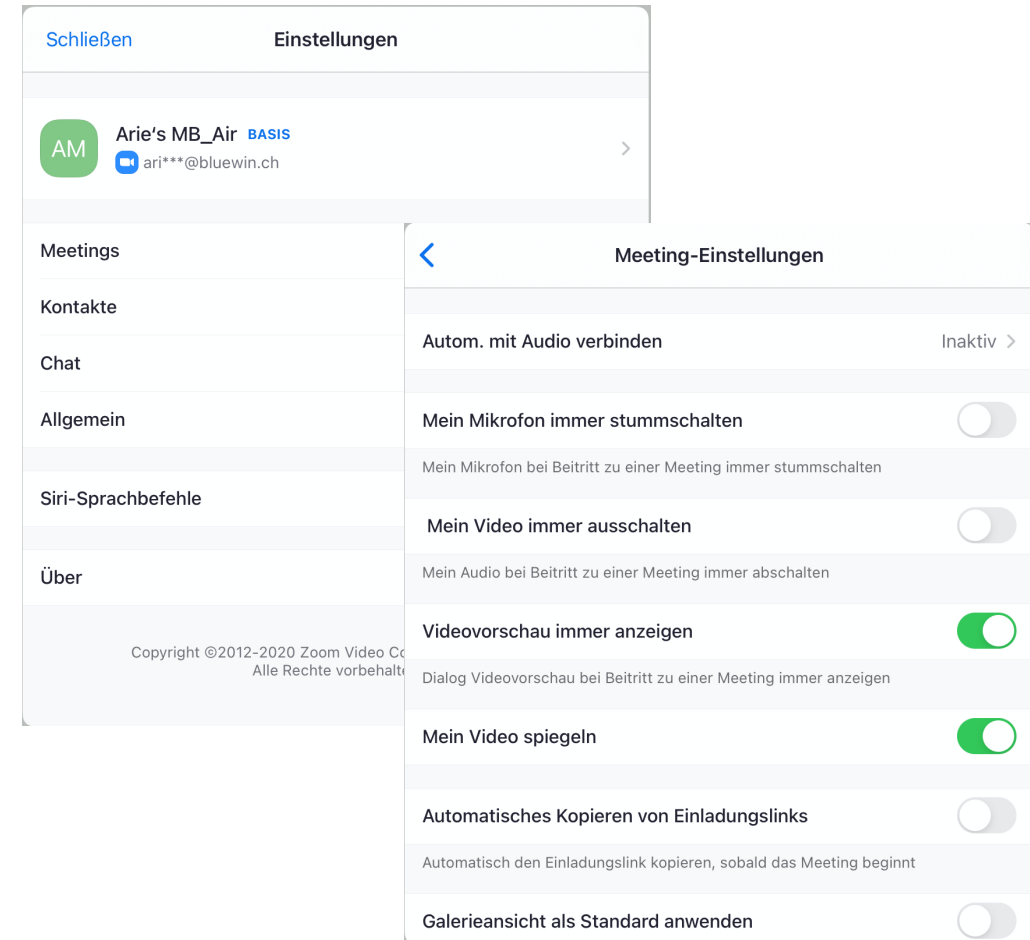 Schließen
Einstellungen
AM
Arie‘s MB_Air BASIS
ari***@bluewin.ch
Meetings
Kontakte
Chat
Allgemein
Siri-Sprachbefehle
Über
Copyright ©2012-2020 Zoom Video Co
Alle Rechte vorbehalte
Meeting-Einstellungen
Autom. mit Audio verbinden Inaktiv
Mein Mikrofon immer stummschalten
Mein Mikrofon bei Beitritt zu einer Meeting immer stummschalten
Mein Video immer ausschalten
Mein Audio bei Beitritt zu einer Meeting immer abschalten
Videovorschau immer anzeigen
Dialog Videovorschau bei Beitritt zu einer Meeting immer anzeigen
Mein Video spiegeln
Automatisches Kopieren von Einladungslinks
Automatisch den Einladungslink kopieren, sobald das Meeting beginnt
Galerieansicht als Standard anwenden